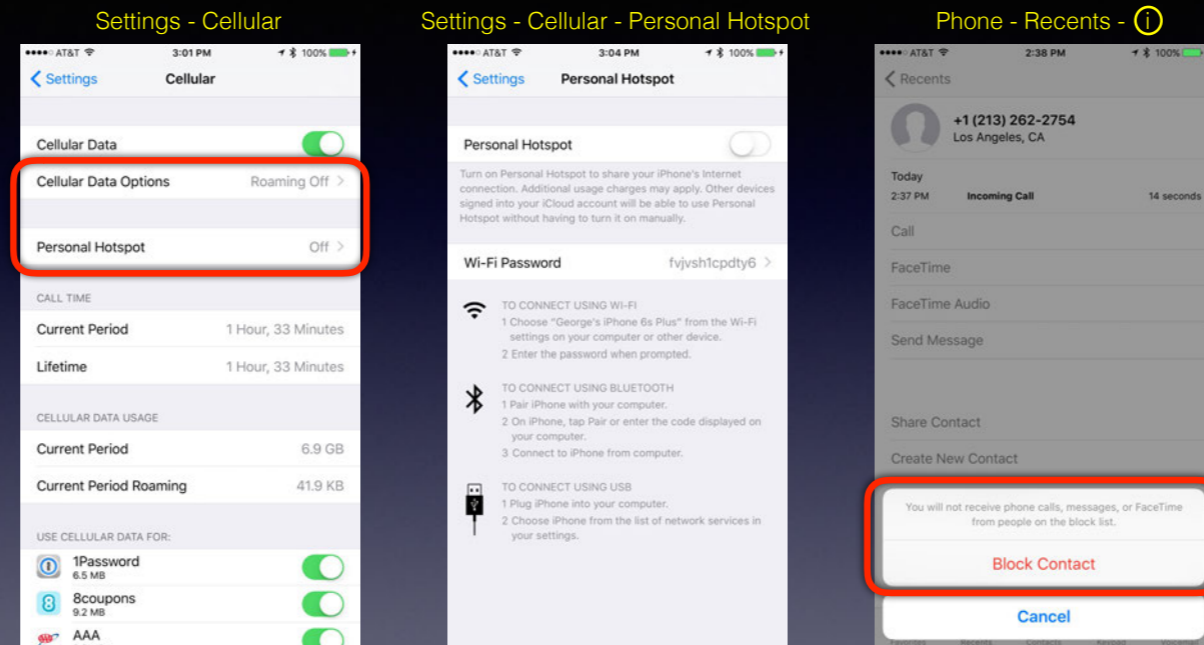 Settings - Cellular
AT&T 3:01 PM 100%
Settings Cellular
Cellular Data
Cellular Data Options Roaming Off
Personal Hotspot Off
CALL TIME
Current Period 1 Hour, 33 Minutes
Lifetime 1 Hour, 33 Minutes
CELLULAR DATA USAGE
Current Period 6.9 GB
Current Period Roaming 41.9 KB
USE CELLULAR DATA FOR:
1Password
6.5 MB
8coupons
9.2 MB
AAA
Settings - Cellular - Personal Hotspot
AT&T 3:04 PM 100%
Settings Personal Hotspot
Personal Hotspot
Turn on Personal Hotspot to share your iPhone's Internet
connection. Additional usage charges may apply. Other devices
signed into your iCloud account will be able to use Personal
Hotspot without having to turn it on manually.
Wi-Fi Password fvjvsh1cpdty6
TO CONNECT USING WI-FI
1 Choose "George's iPhone 6s Plus" from the Wi-Fi
settings on your computer or other device.
2 Enter the password when prompted.
TO CONNECT USING BLUETOOTH
1 Pair iPhone with your computer.
2 On iPhone, tap Pair or enter the code displayed on
your computer.
3 Connect to iPhone from computer.
TO CONNECT USING USB
1 Plug iPhone into your computer.
2 Choose iPhone from the list of network services in
your settings.
Phone - Recents - i
AT&T 2:38 PM 100%
Recents
+1 (213) 262-2754
Los Angeles, CA
Today
2:37 PM Incoming Call 14 seconds
Call
FaceTime
FaceTime Audio
Send Message
Share Contact
Create New Contact
You will not receive phone calls, messages, or FaceTime
from people on the block list.
Block Contact
Cancel
Favorites Recents Contacts Keypad Voicemail